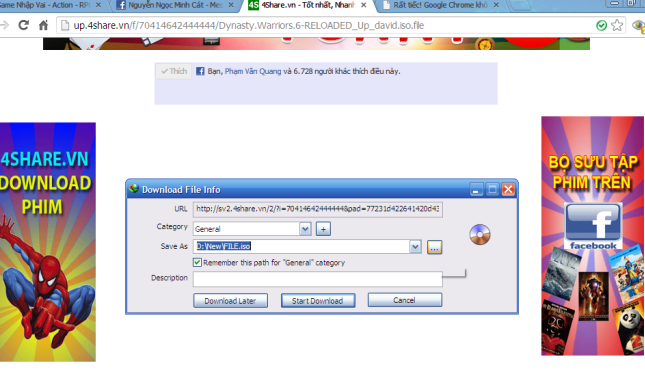 Game Nhập Vai - Action - RP
Nguyễn Ngọc Minh Cát - Mes
4S 4share.vn - Tốt nhất, Nhanh
Rất tiếc! Google Chrome khô
up.4share.vn/f/70414642444444/Dynasty.Warriors.6-RELOADED_Up_david.iso.file
Thích
Bạn, Phạm Văn Quang và 6.728 người khác thích điều này.
4SHARE.VN
DOWNLOAD
PHIM
BỘ SƯU TẬP
PHIM TRÊN
facebook
Download File Info
URL http://sv2.4share.vn/2/?i=70414642444444&pad=77231d422641420d43
Category General +
Save As D:\New\FILE.iso ...
Remember this path for "General" category
Description
Download Later Start Download Cancel